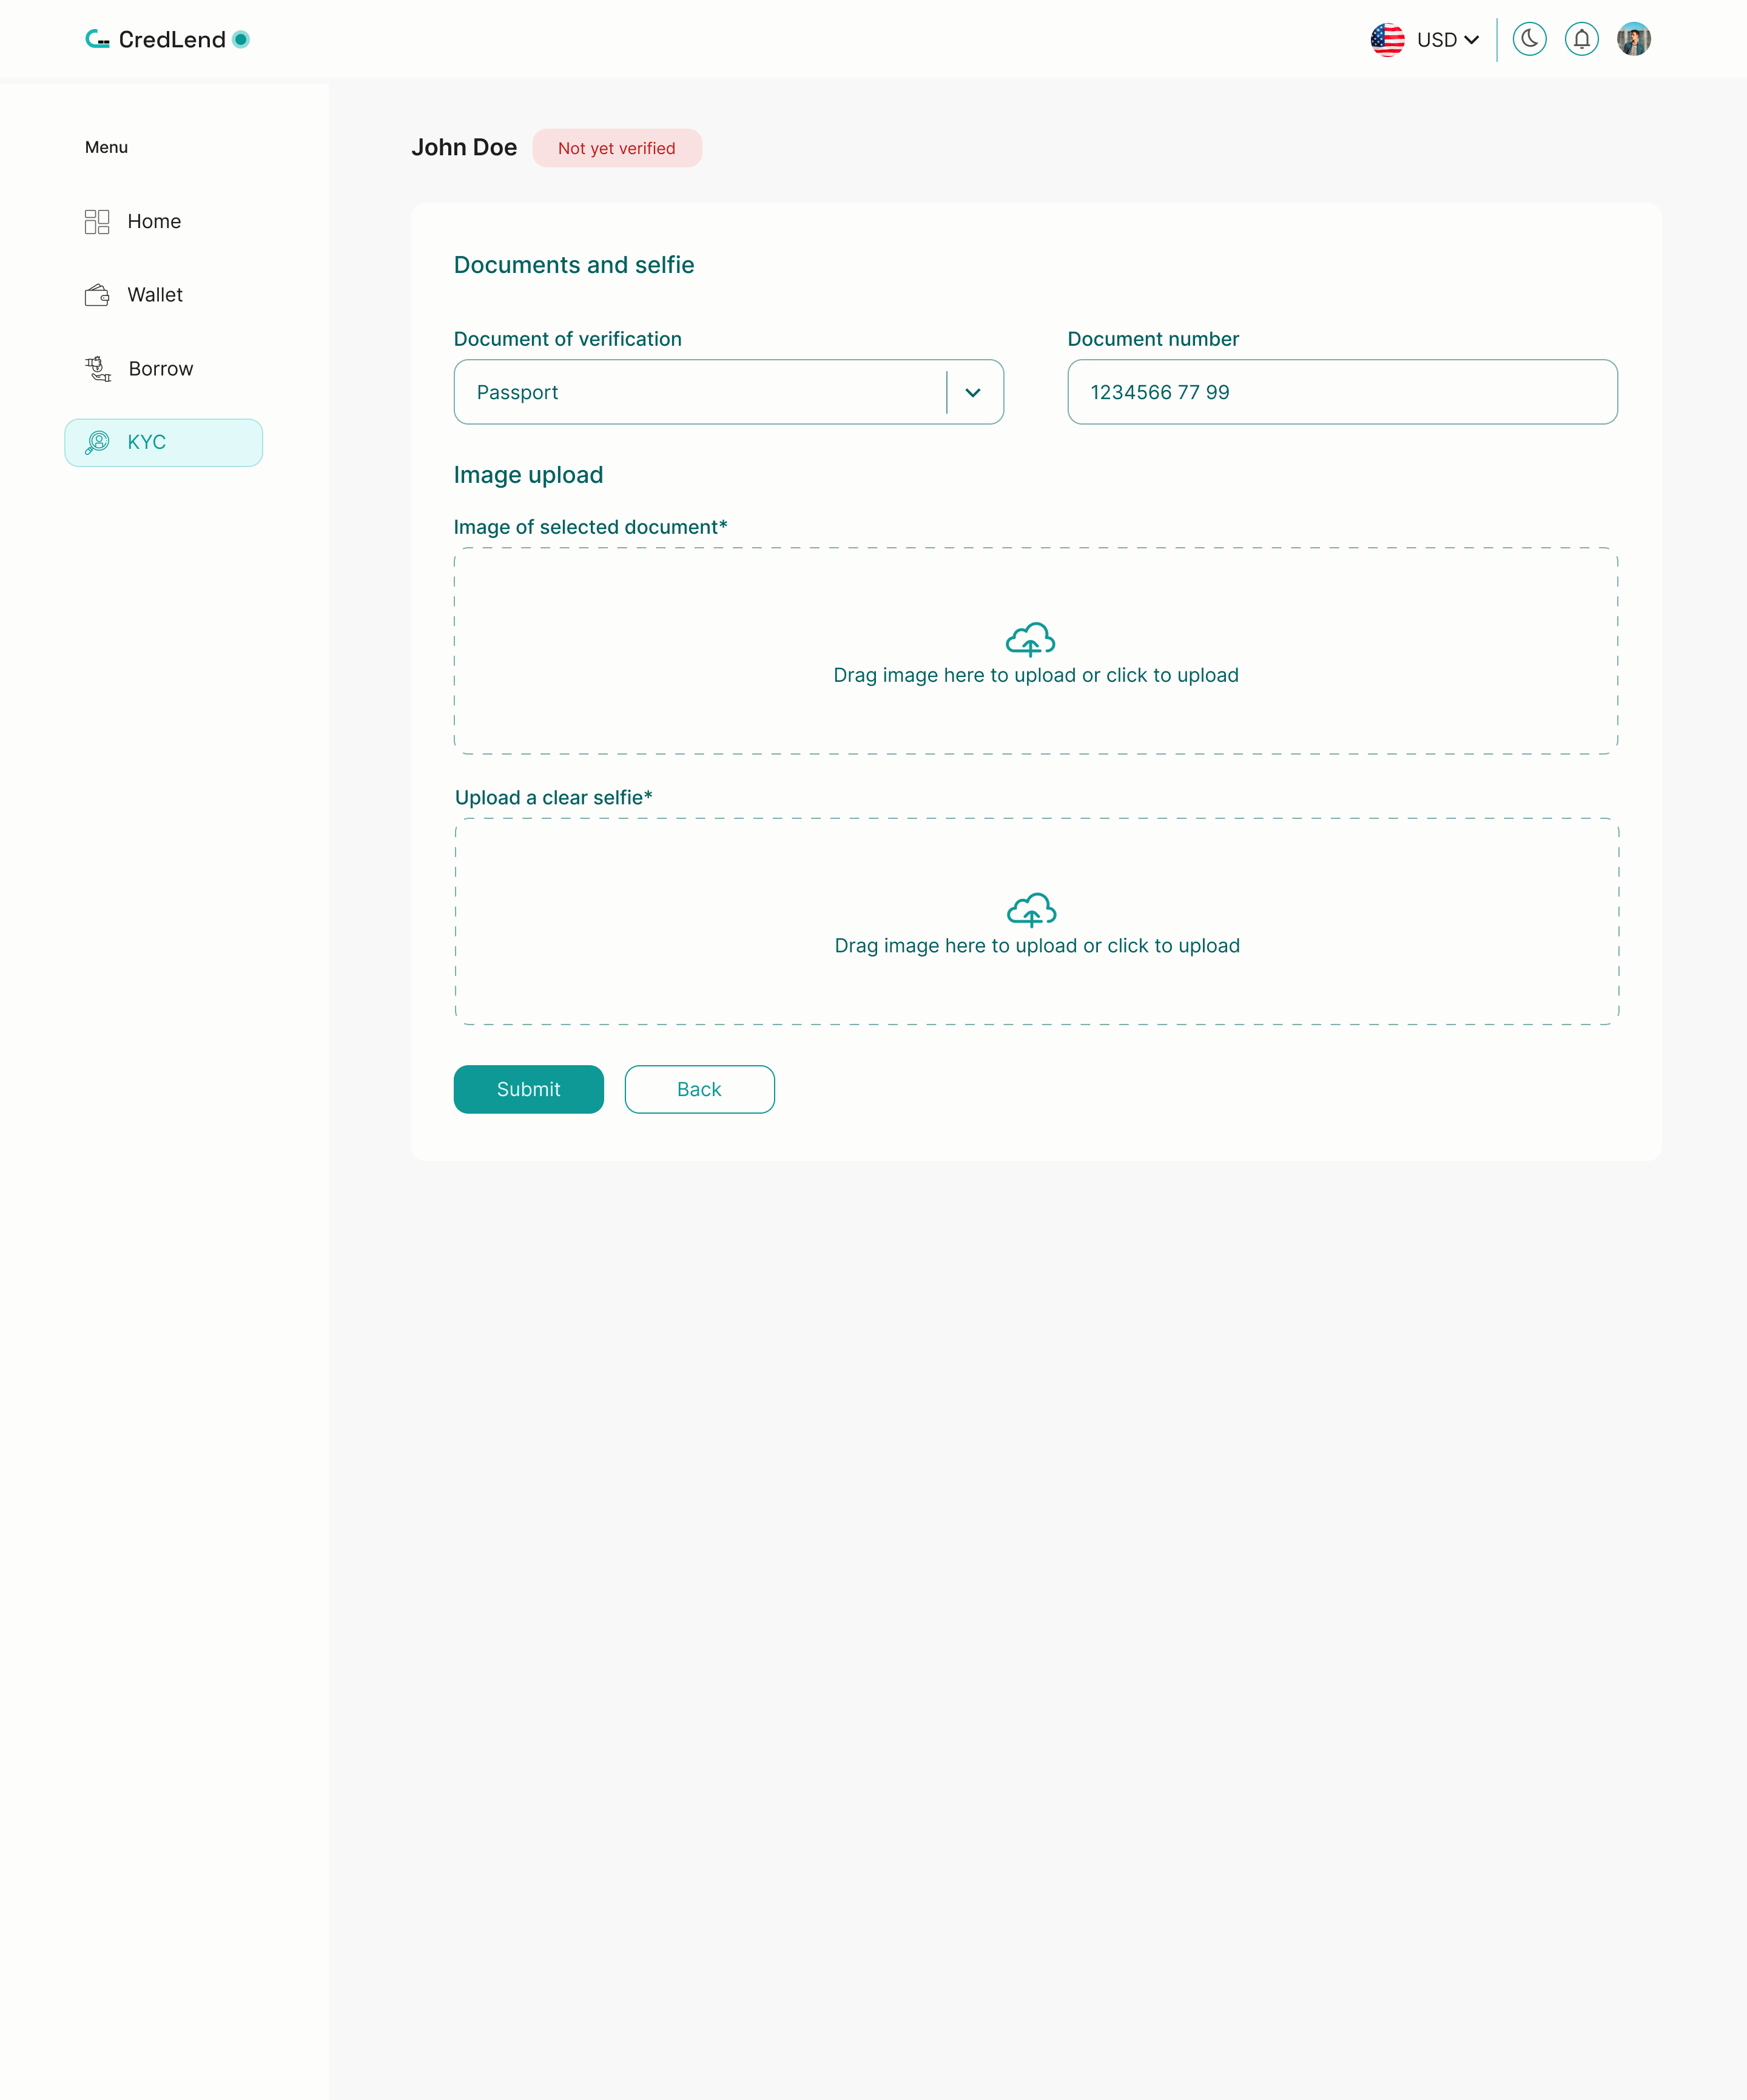 CredLend
USD
Menu
Home
Wallet
Borrow
KYC
John Doe
Not yet verified
Documents and selfie
Document of verification
Document number
Passport
1234566 77 99
Image upload
Image of selected document*
Drag image here to upload or click to upload
Upload a clear selfie*
Drag image here to upload or click to upload
Submit
Back